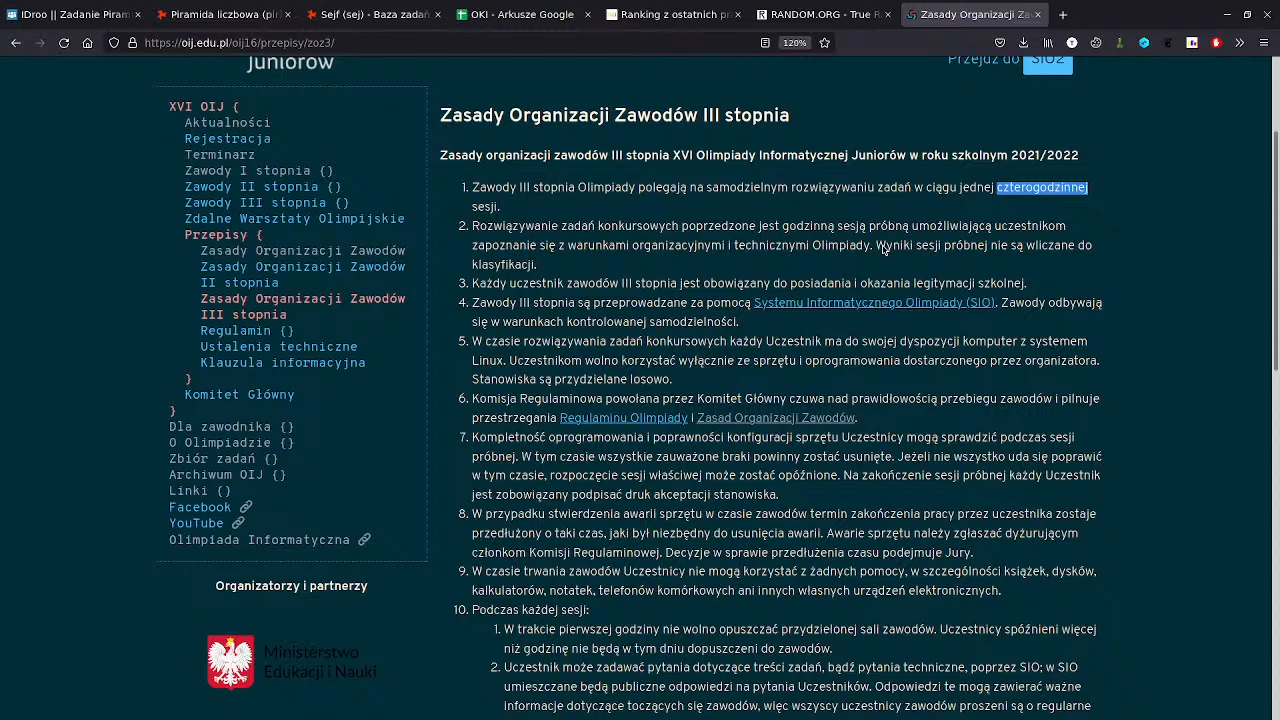 IDroo || Zadanie Piram
Piramida liczbowa (pir
Sejf (sej) - Baza zadań
OKI - Arkusze Google
Ranking z ostatnich pr
RANDOM.ORG - True Ra
Zasady Organizacji Za
https://oij.edu.pl/oij16/przepisy/zoz3/
120%
Juniorów
Przejdź do SIO2
XVI OIJ {
Aktualności
Rejestracja
Terminarz
Zawody I stopnia {}
Zawody II stopnia {}
Zawody III stopnia {}
Zdalne Warsztaty Olimpijskie
Przepisy {
Zasady Organizacji Zawodów
Zasady Organizacji Zawodów
II stopnia
Zasady Organizacji Zawodów
III stopnia
Regulamin {}
Ustalenia techniczne
Klauzula informacyjna
}
Komitet Główny
}
Dla zawodnika {}
O Olimpiadzie {}
Zbiór zadań {}
Archiwum OIJ {}
Linki {}
Facebook
YouTube
Olimpiada Informatyczna
Organizatorzy i partnerzy
Ministerstwo
Edukacji i Nauki
Zasady Organizacji Zawodów III stopnia
Zasady organizacji zawodów III stopnia XVI Olimpiady Informatycznej Juniorów w roku szkolnym 2021/2022
1. Zawody III stopnia Olimpiady polegają na samodzielnym rozwiązywaniu zadań w ciągu jednej czterogodzinnej
sesji.
2. Rozwiązywanie zadań konkursowych poprzedzone jest godzinną sesją próbną umożliwiającą uczestnikom
zapoznanie się z warunkami organizacyjnymi i technicznymi Olimpiady. Wyniki sesji próbnej nie są wliczane do
klasyfikacji.
3. Każdy uczestnik zawodów III stopnia jest obowiązany do posiadania i okazania legitymacji szkolnej.
4. Zawody III stopnia są przeprowadzane za pomocą Systemu Informatycznego Olimpiady (SIO). Zawody odbywają
się w warunkach kontrolowanej samodzielności.
5. W czasie rozwiązywania zadań konkursowych każdy Uczestnik ma do swojej dyspozycji komputer z systemem
Linux. Uczestnikom wolno korzystać wyłącznie ze sprzętu i oprogramowania dostarczonego przez organizatora.
Stanowiska są przydzielane losowo.
6. Komisja Regulaminowa powołana przez Komitet Główny czuwa nad prawidłowością przebiegu zawodów i pilnuje
przestrzegania Regulaminu Olimpiady i Zasad Organizacji Zawodów.
7. Kompletność oprogramowania i poprawności konfiguracji sprzętu Uczestnicy mogą sprawdzić podczas sesji
próbnej. W tym czasie wszystkie zauważone braki powinny zostać usunięte. Jeżeli nie wszystko uda się poprawić
w tym czasie, rozpoczęcie sesji właściwej może zostać opóźnione. Na zakończenie sesji próbnej każdy Uczestnik
jest zobowiązany podpisać druk akceptacji stanowiska.
8. W przypadku stwierdzenia awarii sprzętu w czasie zawodów termin zakończenia pracy przez uczestnika zostaje
przedłużony o taki czas, jaki był niezbędny do usunięcia awarii. Awarie sprzętu należy zgłaszać dyżurującym
członkom Komisji Regulaminowej. Decyzje w sprawie przedłużenia czasu podejmuje Jury.
9. W czasie trwania zawodów Uczestnicy nie mogą korzystać z żadnych pomocy, w szczególności książek, dysków,
kalkulatorów, notatek, telefonów komórkowych ani innych własnych urządzeń elektronicznych.
10. Podczas każdej sesji:
1. W trakcie pierwszej godziny nie wolno opuszczać przydzielonej sali zawodów. Uczestnicy spóźnieni więcej
niż godzinę nie będą w tym dniu dopuszczeni do zawodów.
2. Uczestnik może zadawać pytania dotyczące treści zadań, bądź pytania techniczne, poprzez SIO; w SIO
umieszczane będą publiczne odpowiedzi na pytania Uczestników. Odpowiedzi te mogą zawierać ważne
informacje dotyczące toczących się zawodów, więc wszyscy uczestnicy zawodów proszeni są o regularne